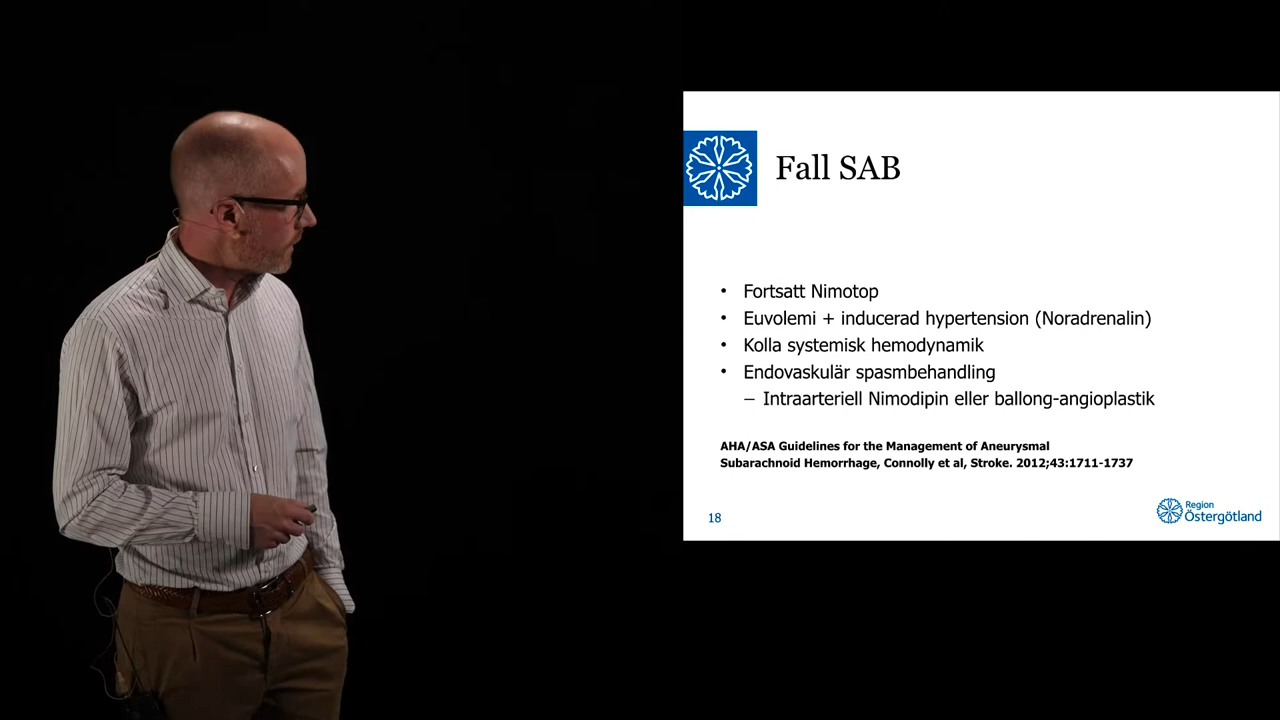 Fall SAB
• Fortsatt Nimotop
• Euvolemi + inducerad hypertension (Noradrenalin)
• Kolla systemisk hemodynamik
• Endovaskulär spasmbehandling
– Intraarteriell Nimodipin eller ballong-angioplastik
AHA/ASA Guidelines for the Management of Aneurysmal
Subarachnoid Hemorrhage, Connolly et al, Stroke. 2012;43:1711-1737
18
Region
Östergötland